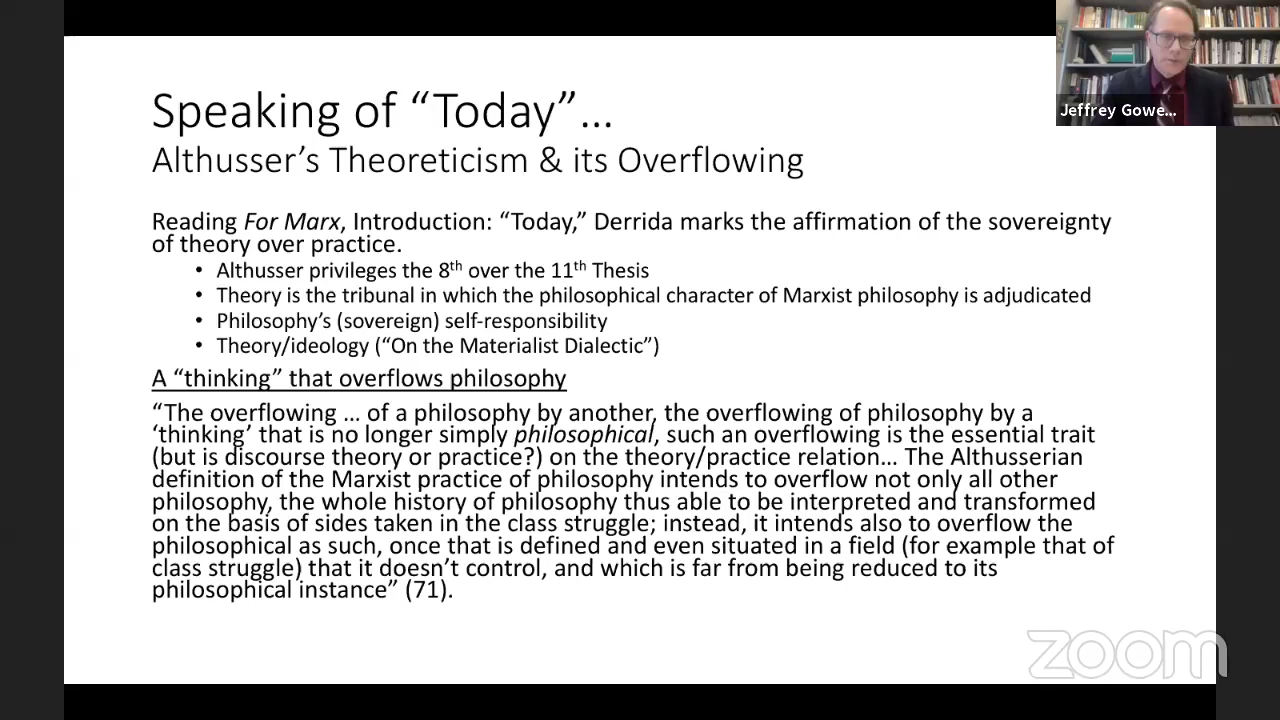 Speaking of “Today”…
Althusser’s Theoreticism & its Overflowing
Reading For Marx, Introduction: “Today,” Derrida marks the affirmation of the sovereignty
of theory over practice.
• Althusser privileges the 8th over the 11th Thesis
• Theory is the tribunal in which the philosophical character of Marxist philosophy is adjudicated
• Philosophy’s (sovereign) self-responsibility
• Theory/ideology (“On the Materialist Dialectic”)
A “thinking” that overflows philosophy
“The overflowing … of a philosophy by another, the overflowing of philosophy by a
‘thinking’ that is no longer simply philosophical, such an overflowing is the essential trait
(but is discourse theory or practice?) on the theory/practice relation… The Althusserian
definition of the Marxist practice of philosophy intends to overflow not only all other
philosophy, the whole history of philosophy thus able to be interpreted and transformed
on the basis of sides taken in the class struggle; instead, it intends also to overflow the
philosophical as such, once that is defined and even situated in a field (for example that of
class struggle) that it doesn’t control, and which is far from being reduced to its
philosophical instance” (71).
Jeffrey Gowe...
zoom